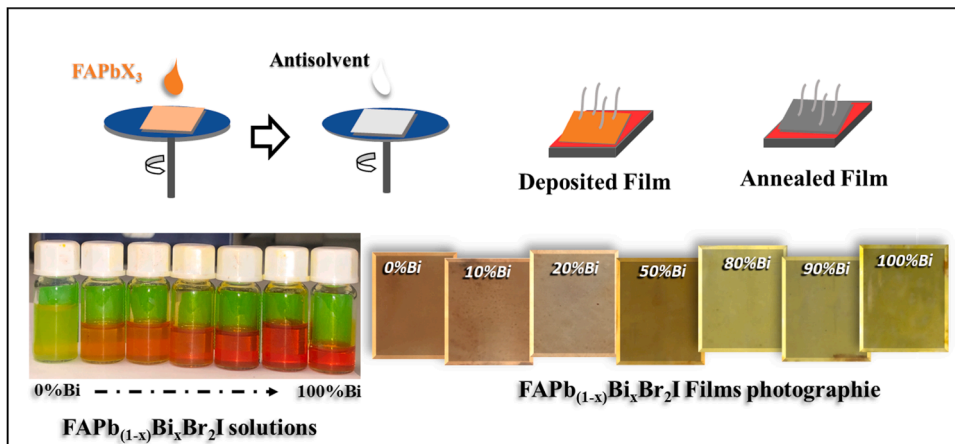 FAPbX₃
Antisolvent
Deposited Film
Annealed Film
0%Bi
10%Bi
20%Bi
50%Bi
80%Bi
90%Bi
100%Bi
0%Bi
100%Bi
FAPb₍₁₋ₓ₎BiₓBr₂I solutions
FAPb₍₁₋ₓ₎BiₓBr₂I Films photographie